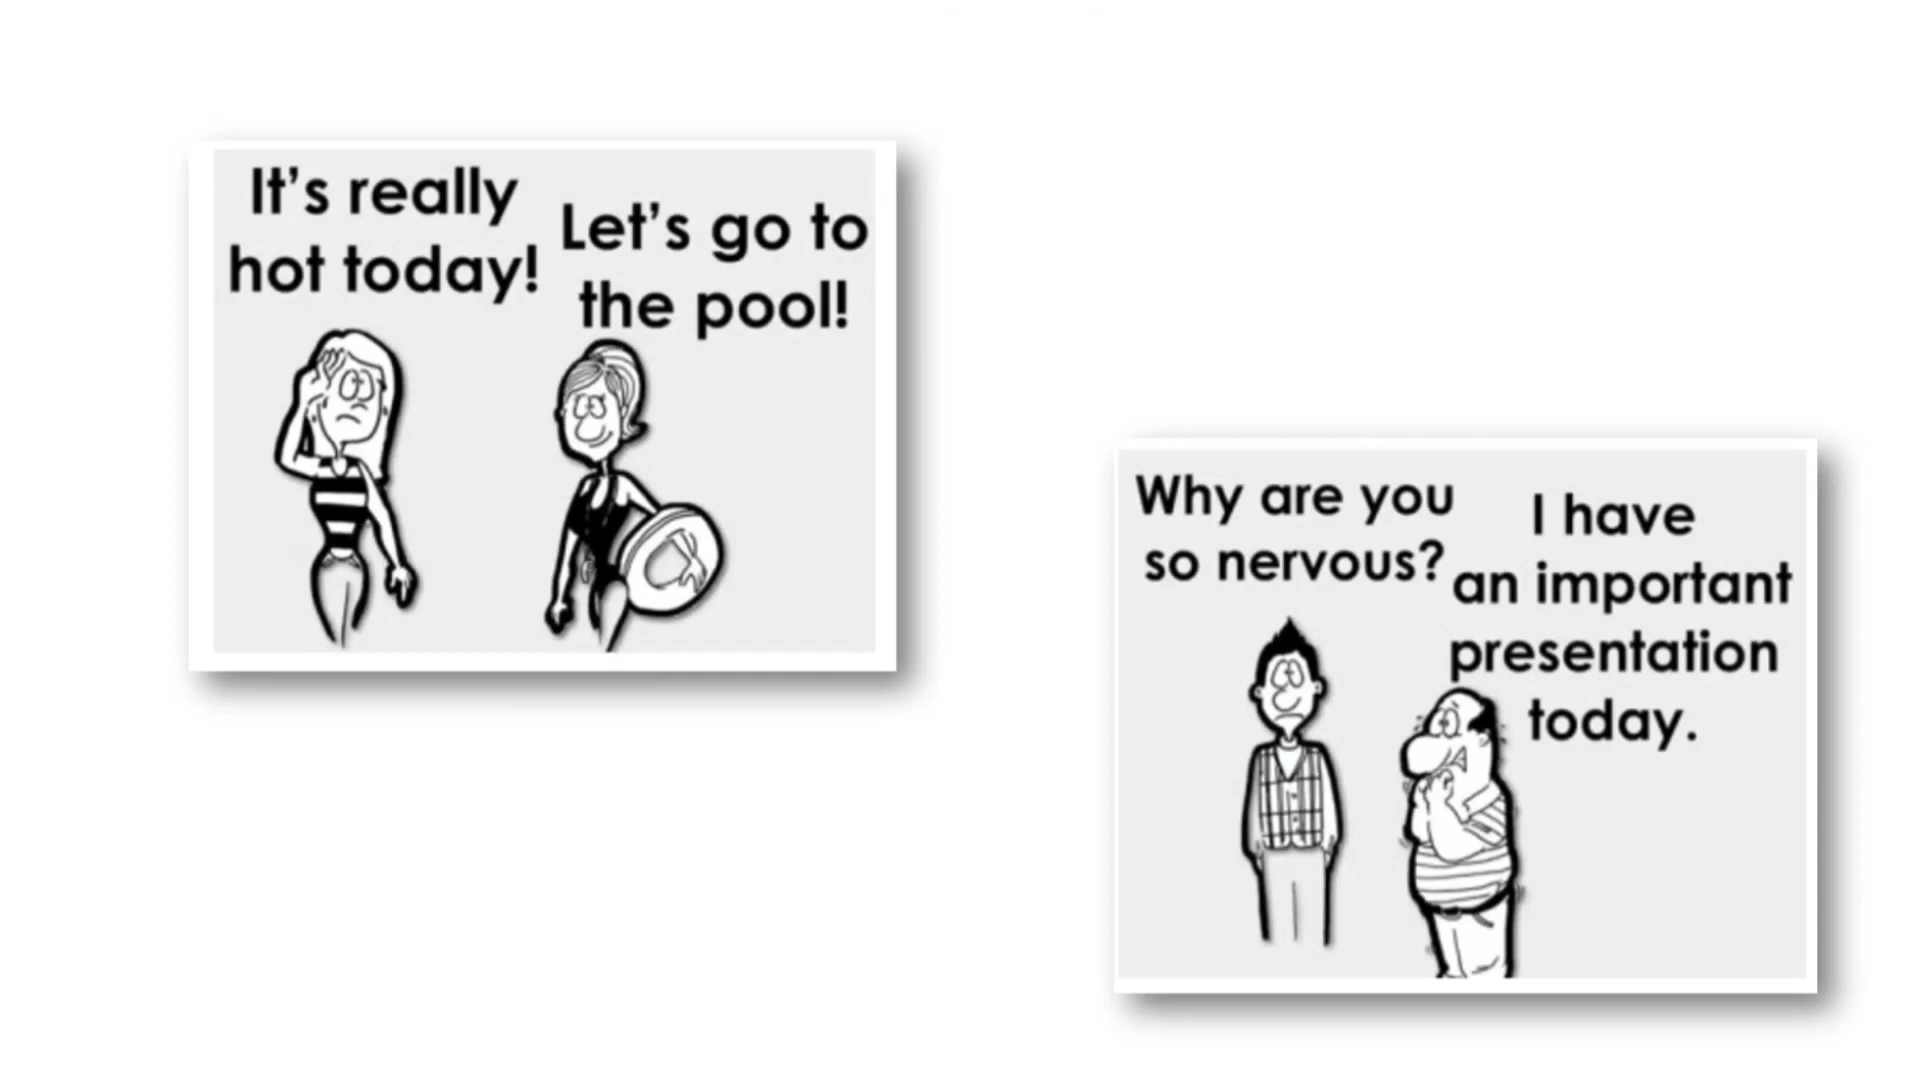 It's really
hot today!
Let's go to
the pool!
Why are you
so nervous?
I have
an important
presentation
today.